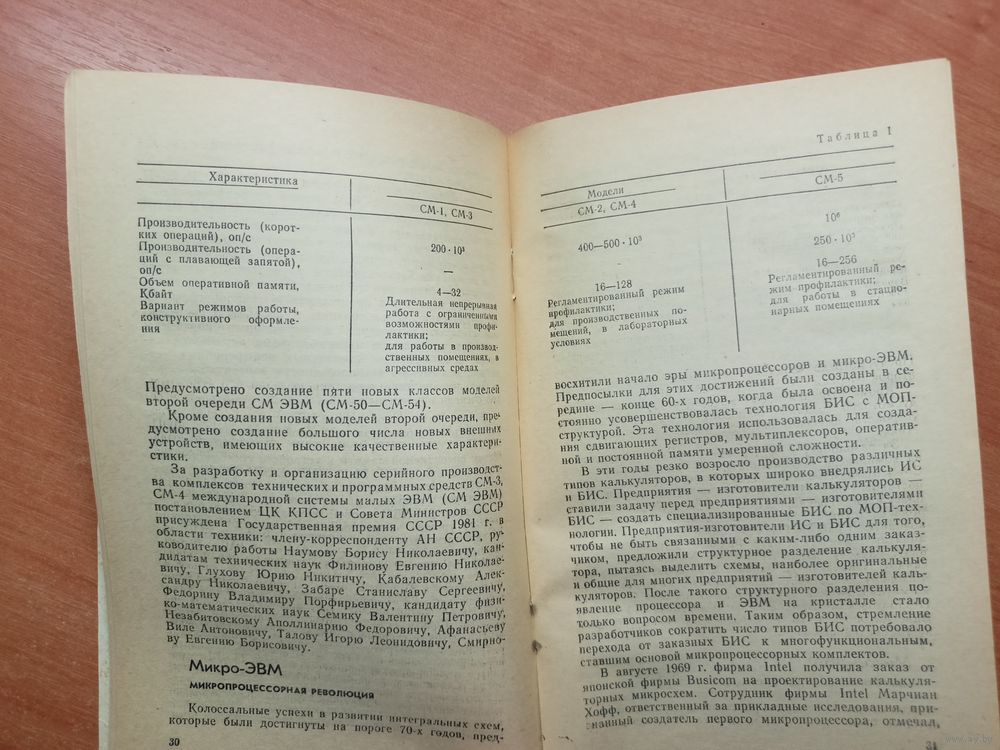 Характеристика
СМ-1, СМ-3
Производительность (корот-
ких операций), оп/с
200·10³
Производительность (опера-
ций с плавающей запятой),
оп/с
—
Объем оперативной памяти,
Кбайт
4—32
Вариант режимов работы,
конструктивного оформле-
ния
Длительная непрерывная
работа с ограниченными
возможностями профи-
лактики;
для работы в производ-
ственных помещениях, в
агрессивных средах
Предусмотрено создание пяти новых классов моделей
второй очереди СМ ЭВМ (СМ-50—СМ-54).
Кроме создания новых моделей второй очереди, пре-
дусмотрено создание большого числа новых внешних
устройств, имеющих высокие качественные характери-
стики.
За разработку и организацию серийного производст-
ва комплексов технических и программных средств СМ-3,
СМ-4 международной системы малых ЭВМ (СМ ЭВМ)
постановлением ЦК КПСС и Совета Министров СССР
присуждена Государственная премия СССР 1981 г. в
области техники: члену-корреспонденту АН СССР, ру-
ководителю работы Наумову Борису Николаевичу, кан-
дидатам технических наук Филинову Евгению Николае-
вичу, Глухову Юрию Никитичу, Кабалевскому Алек-
сандру Николаевичу, Забаре Станиславу Сергеевичу,
Федорину Владимиру Порфирьевичу, кандидату физи-
ко-математических наук Семику Валентину Петровичу,
Незабитовскому Аполлинарию Федоровичу, Афанасьеву
Виле Антоновичу, Талову Игорю Леонидовичу, Смирно-
ву Евгению Борисовичу.
Микро-ЭВМ
МИКРОПРОЦЕССОРНАЯ РЕВОЛЮЦИЯ
Колоссальные успехи в развитии интегральных схем,
которые были достигнуты на пороге 70-х годов, пред-
30
Таблица 1
Модели
СМ-2, СМ-4
СМ-5
400—500·10³
10⁶
250·10³
16—128
16—256
Регламентированный режим
профилактики;
для производственных по-
мещений, в лабораторных
условиях
Регламентированный ре-
жим профилактики;
для работы в стацио-
нарных помещениях
восхитили начало эры микропроцессоров и микро-ЭВМ.
Предпосылки для этих достижений были созданы в се-
редине — конце 60-х годов, когда была освоена и по-
стоянно усовершенствовалась технология БИС с МОП-
структурой. Эта технология использовалась для созда-
ния сдвигающих регистров, мультиплексоров, оператив-
ной и постоянной памяти умеренной сложности.
В эти годы резко возросло производство различных
типов калькуляторов, в которых широко внедрялись ИС
и БИС. Предприятия — изготовители калькуляторов —
ставили задачу перед предприятиями — изготовителями
БИС — создать специализированные БИС по МОП-тех-
нологии. Предприятия-изготовители ИС и БИС для того,
чтобы не быть связанными с каким-либо одним заказ-
чиком, предложили структурное разделение калькуля-
тора, пытаясь выделить схемы, наиболее оригинальные
и общие для многих предприятий — изготовителей каль-
куляторов. После такого структурного разделения по-
явление процессора и ЭВМ на кристалле стало
только вопросом времени. Таким образом, стремление
разработчиков сократить число типов БИС потребовало
перехода от заказных БИС к многофункциональным,
ставшим основой микропроцессорных комплектов.
В августе 1969 г. фирма Intel получила заказ от
японской фирмы Busicom на проектирование калькуля-
торных микросхем. Сотрудник фирмы Intel Марчиан
Хофф, ответственный за прикладные исследования, при-
знанный создатель первого микропроцессора, отмечал,
31
www.ay.by